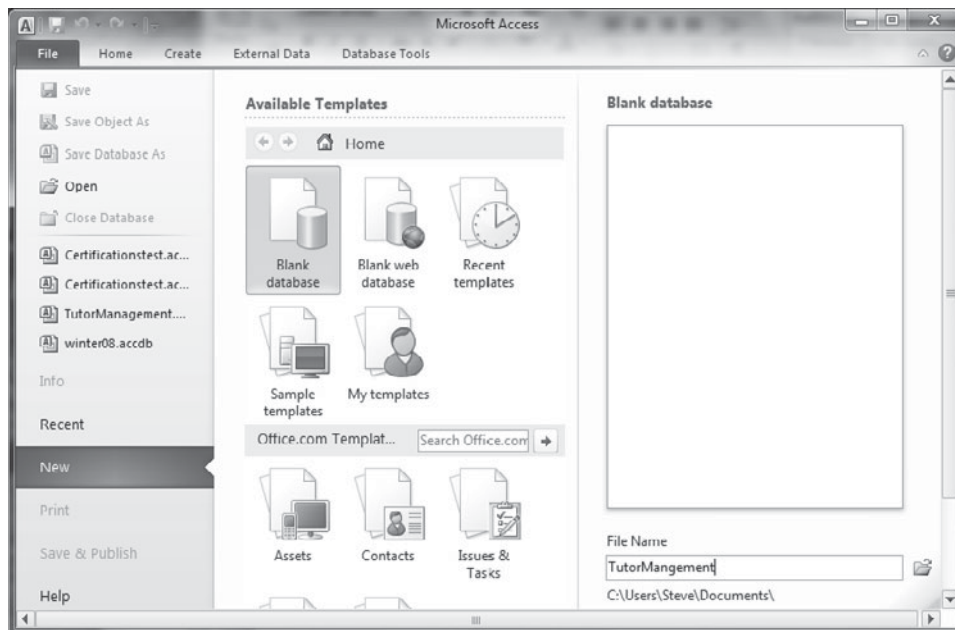 Microsoft Access
File Home Create External Data Database Tools
Save
Save Object As
Save Database As
Open
Close Database
Certificationstest.ac...
Certificationstest.ac...
TutorManagement....
winter08.accdb
Info
Recent
New
Print
Save & Publish
Help
Available Templates
Home
Blank database
Blank web database
Recent templates
Sample templates
My templates
Office.com Templat...
Search Office.com
Assets
Contacts
Issues & Tasks
Blank database
File Name
TutorMangement
C:\Users\Steve\Documents\